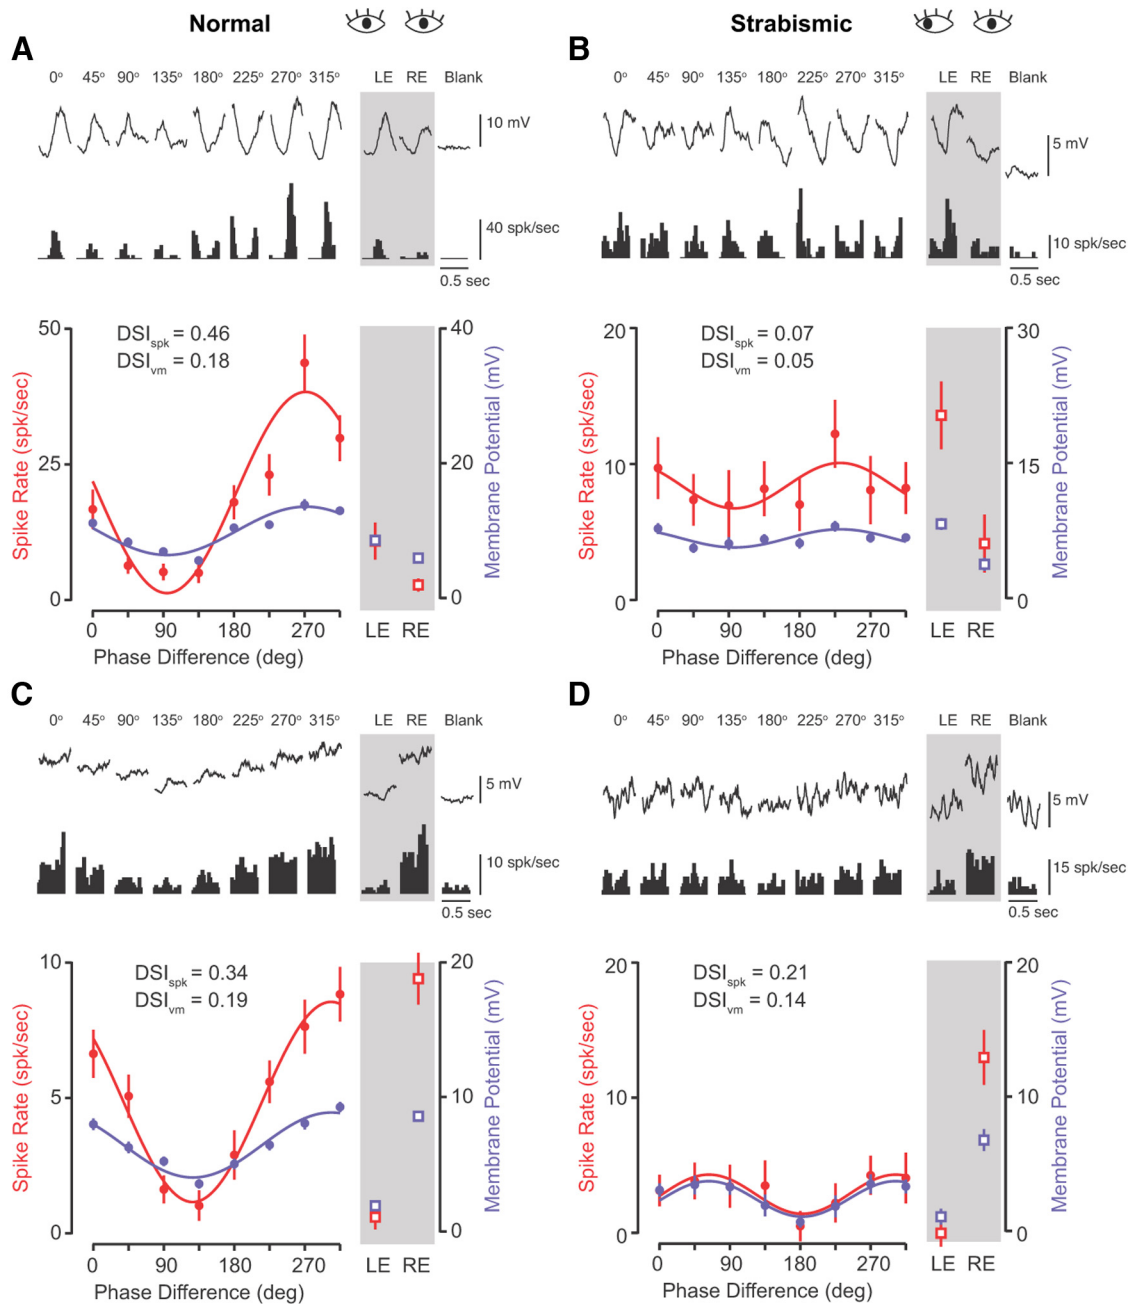 Normal
Strabismic
A
0° 45° 90° 135° 180° 225° 270° 315° LE RE Blank
10 mV
40 spk/sec
0.5 sec
50
25
0
Spike Rate (spk/sec)
DSIspk = 0.46
DSIvm = 0.18
40
20
0
Membrane Potential (mV)
0 90 180 270 LE RE
Phase Difference (deg)
B
0° 45° 90° 135° 180° 225° 270° 315° LE RE Blank
5 mV
10 spk/sec
0.5 sec
20
10
0
Spike Rate (spk/sec)
DSIspk = 0.07
DSIvm = 0.05
30
15
0
Membrane Potential (mV)
0 90 180 270 LE RE
Phase Difference (deg)
C
0° 45° 90° 135° 180° 225° 270° 315° LE RE Blank
5 mV
10 spk/sec
0.5 sec
10
5
0
Spike Rate (spk/sec)
DSIspk = 0.34
DSIvm = 0.19
20
10
0
Membrane Potential (mV)
0 90 180 270 LE RE
Phase Difference (deg)
D
0° 45° 90° 135° 180° 225° 270° 315° LE RE Blank
5 mV
15 spk/sec
0.5 sec
20
10
0
Spike Rate (spk/sec)
DSIspk = 0.21
DSIvm = 0.14
20
10
0
Membrane Potential (mV)
0 90 180 270 LE RE
Phase Difference (deg)